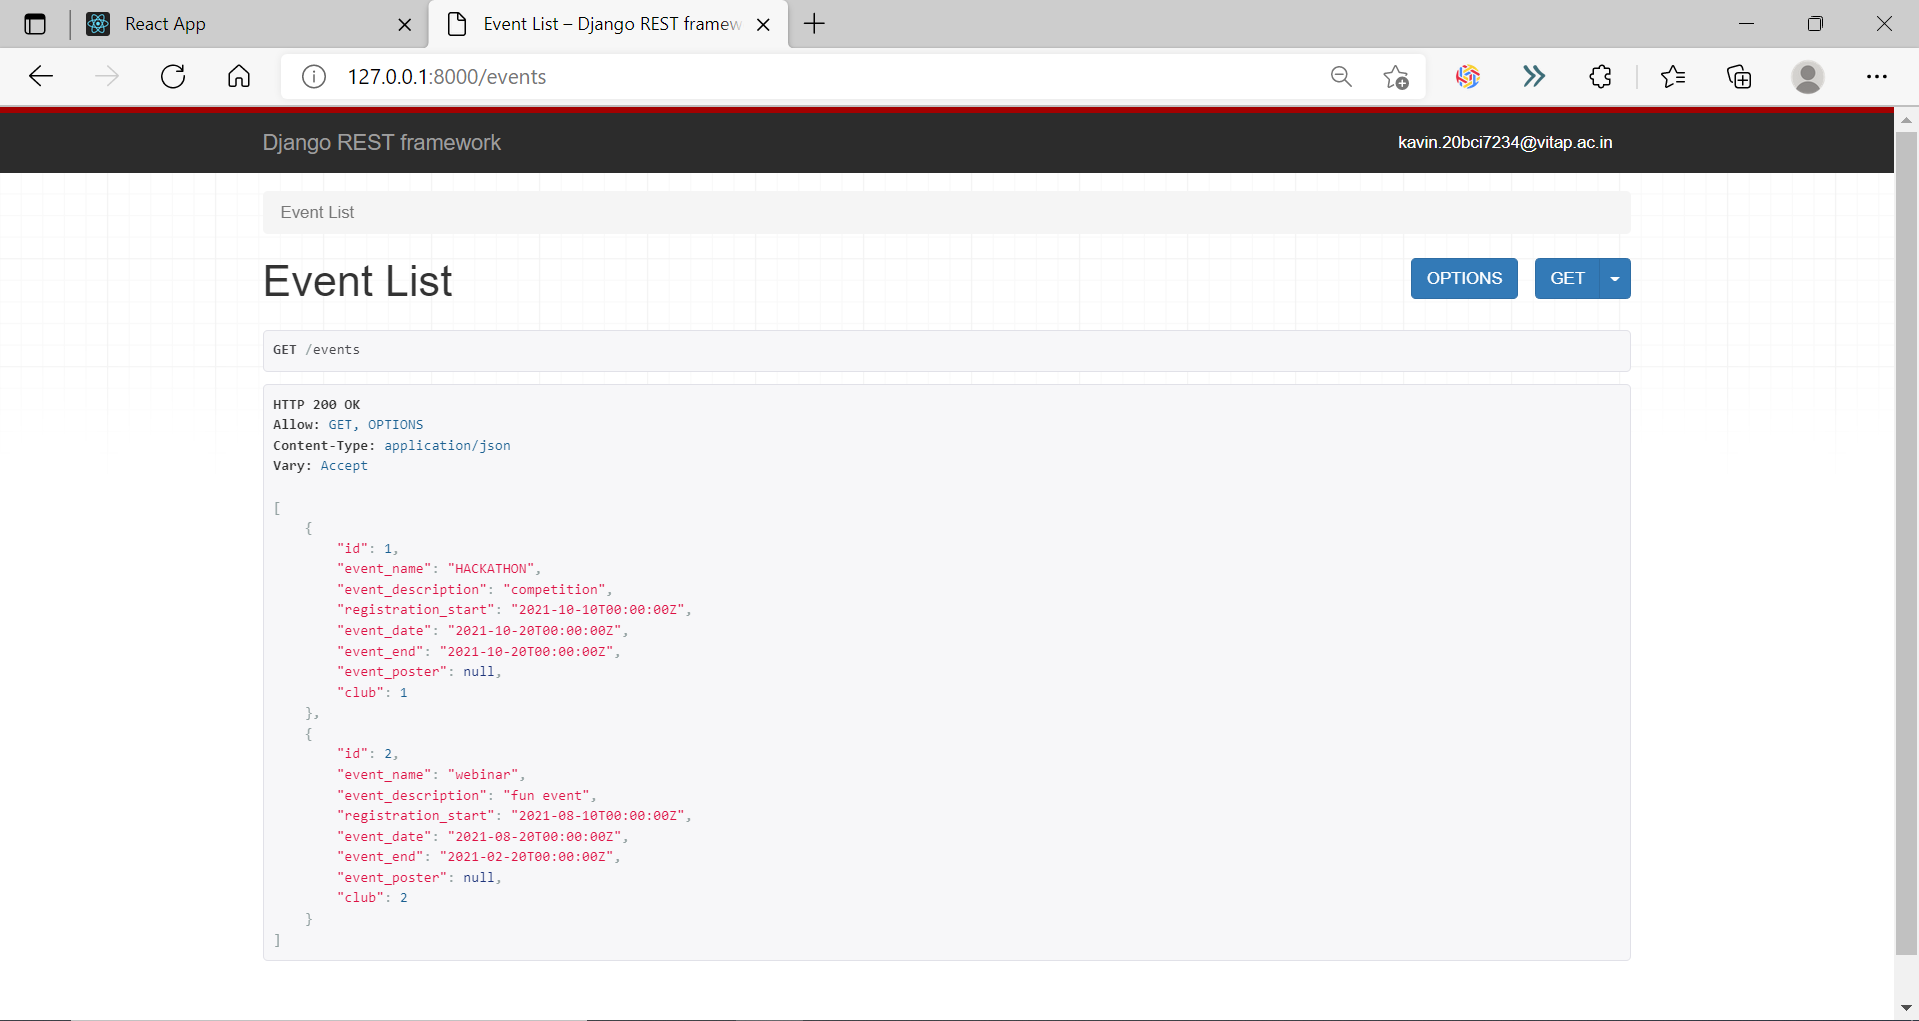 React App
Event List – Django REST framew
127.0.0.1:8000/events
Django REST framework
kavin.20bci7234@vitap.ac.in
Event List
Event List
OPTIONS
GET
GET /events
HTTP 200 OK
Allow: GET, OPTIONS
Content-Type: application/json
Vary: Accept
[
    {
        "id": 1,
        "event_name": "HACKATHON",
        "event_description": "competition",
        "registration_start": "2021-10-10T00:00:00Z",
        "event_date": "2021-10-20T00:00:00Z",
        "event_end": "2021-10-20T00:00:00Z",
        "event_poster": null,
        "club": 1
    },
    {
        "id": 2,
        "event_name": "webinar",
        "event_description": "fun event",
        "registration_start": "2021-08-10T00:00:00Z",
        "event_date": "2021-08-20T00:00:00Z",
        "event_end": "2021-02-20T00:00:00Z",
        "event_poster": null,
        "club": 2
    }
]